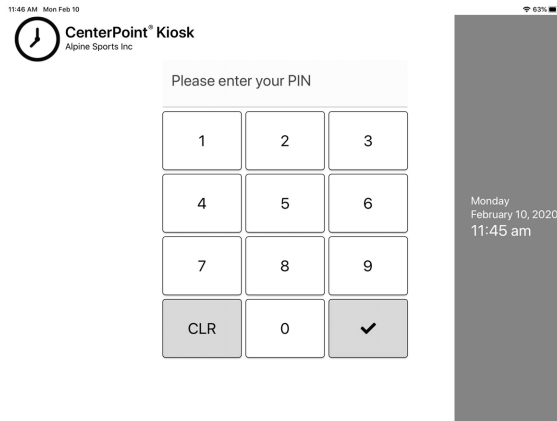 11:46 AM Mon Feb 10
63%
CenterPoint® Kiosk
Alpine Sports Inc
Please enter your PIN
1 2 3
4 5 6
7 8 9
CLR 0
Monday
February 10, 2020
11:45 am